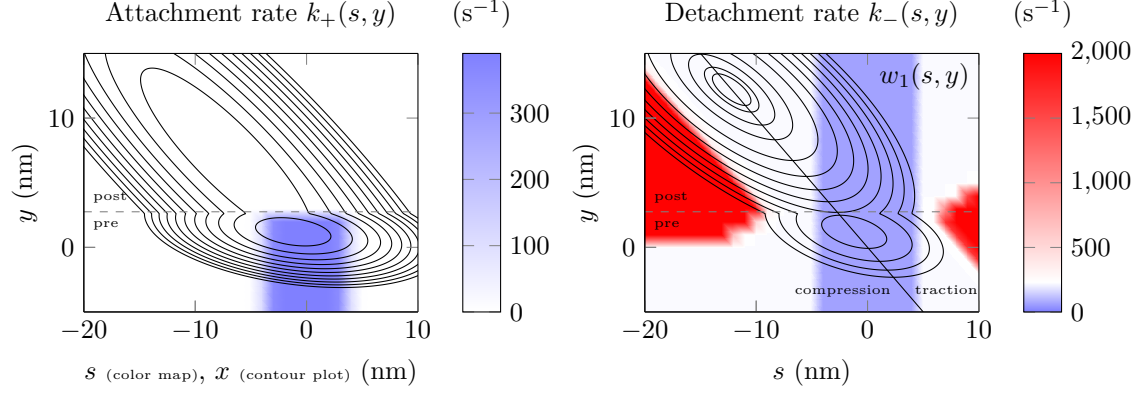 Attachment rate k₊(s, y)
(s⁻¹)
y (nm)
10
0
post
pre
−20
−10
0
10
s (color map), x (contour plot) (nm)
300
200
100
0
Detachment rate k₋(s, y)
(s⁻¹)
y (nm)
10
0
w₁(s, y)
post
pre
compression
traction
−20
−10
0
10
s (nm)
2,000
1,500
1,000
500
0